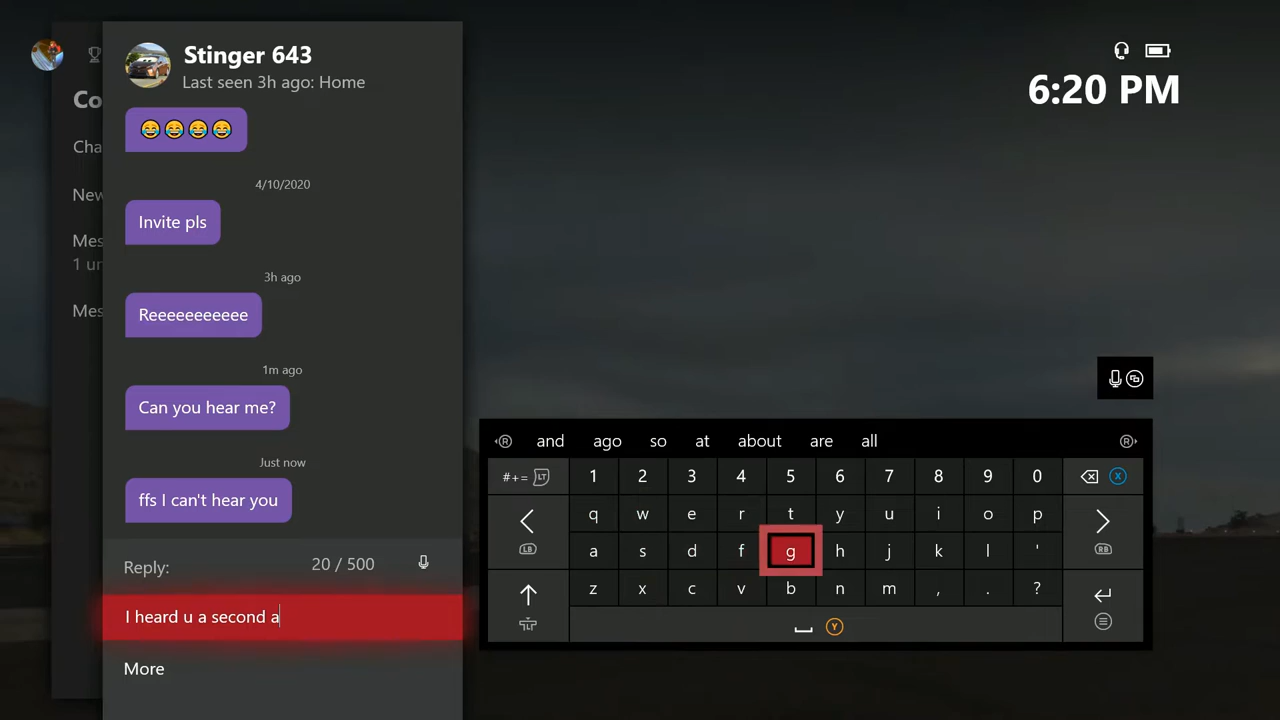 Stinger 643
Last seen 3h ago: Home
😂😂😂😂
4/10/2020
Invite pls
3h ago
Reeeeeeeeeee
1m ago
Can you hear me?
Just now
ffs I can't hear you
Reply:
20 / 500
I heard u a second a
More
Co
Cha
New
Mes
1 ur
Mes
6:20 PM
R and ago so at about are all R
#+= LT 1 2 3 4 5 6 7 8 9 0 X
LB q w e r t y u i o p RB
a s d f g h j k l '
z x c v b n m , . ?
Y